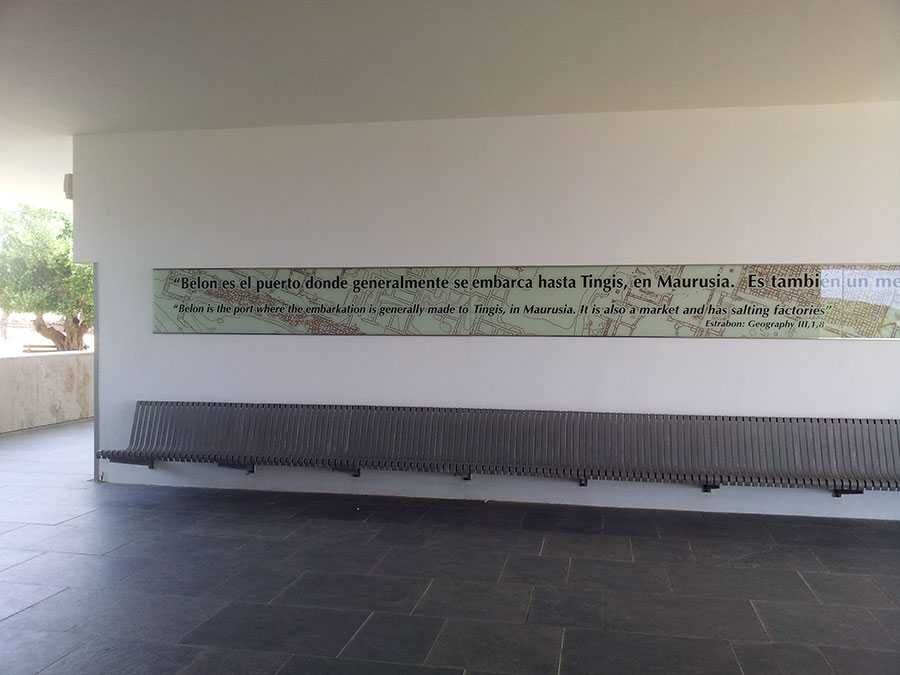 “Belon es el puerto donde generalmente se embarca hasta Tingis, en Maurusia. Es también un me
“Belon is the port where the embarkation is generally made to Tingis, in Maurusia. It is also a market and has salting factories”
Estrabon: Geography III,1,8